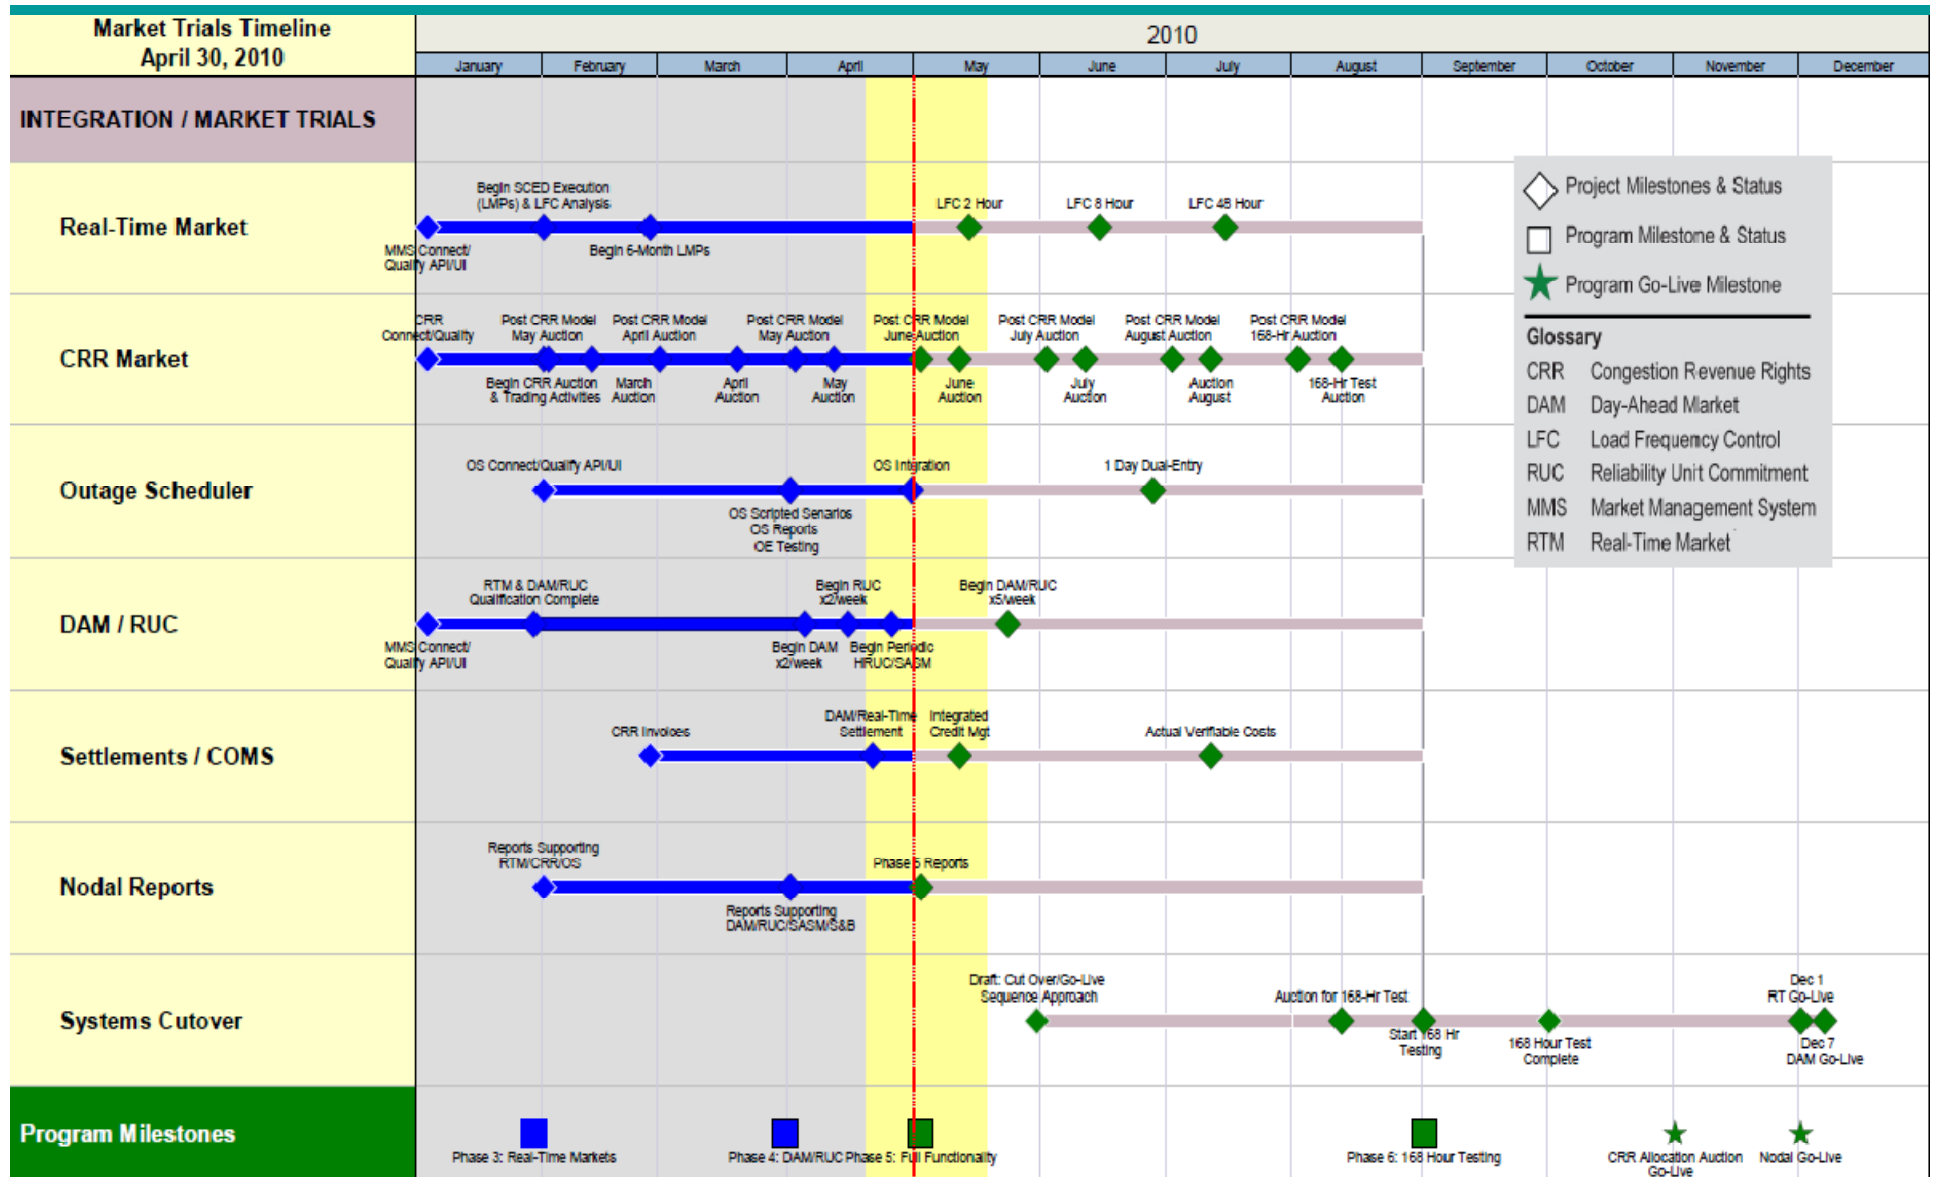 Market Trials Timeline
April 30, 2010
2010
January February March April May June July August September October November December
INTEGRATION / MARKET TRIALS
Real-Time Market
Begin SCED Execution
(LMPs) & LFC Analysis
MMS Connect/
Qualify API/UI
Begin 6-Month LMPs
LFC 2 Hour
LFC 8 Hour
LFC 48 Hour
CRR Market
CRR
Connect/Quality
Post CRR Model
May Auction
Post CRR Model
April Auction
Post CRR Model
May Auction
Post CRR Model
June Auction
Post CRR Model
July Auction
Post CRR Model
August Auction
Post CRR Model
168-Hr Auction
Begin CRR Auction
& Trading Activities
March
Auction
April
Auction
May
Auction
June
Auction
July
Auction
Auction
August
168-Hr Test
Auction
Outage Scheduler
OS Connect/Qualify API/UI
OS Intgration
1 Day Dual-Entry
OS Scripted Senarios
OS Reports
OE Testing
DAM / RUC
RTM & DAM/RUC
Qualification Complete
Begin RUC
x2/week
Begin DAM/RUC
x5/week
MMS Connect/
Qualify API/UI
Begin DAM
x2/week
Begin Periodic
HRUC/SASM
Settlements / COMS
CRR Invoices
DAM/Real-Time
Settlement
Integrated
Credit Mgt
Actual Verifiable Costs
Nodal Reports
Reports Supporting
RTM/CRR/OS
Phase 5 Reports
Reports Supporting
DAM/RUC/SASM/S&B
Systems Cutover
Draft: Cut Over/Go-Live
Sequence Approach
Auction for 168-Hr Test
Start 168 Hr
Testing
168 Hour Test
Complete
Dec 1
RT Go-Live
Dec 7
DAM Go-Live
Program Milestones
Phase 3: Real-Time Markets
Phase 4: DAM/RUC
Phase 5: Full Functionality
Phase 6: 168 Hour Testing
CRR Allocation Auction
Go-Live
Nodal Go-Live
Project Milestones & Status
Program Milestome & Status
Program Go-Live Milestone
Glossary
CRR Congestion Revenue Rights
DAM Day-Ahead Market
LFC Load Frequency Control
RUC Reliability Unit Commitment
MMS Market Management System
RTM Real-Time Market